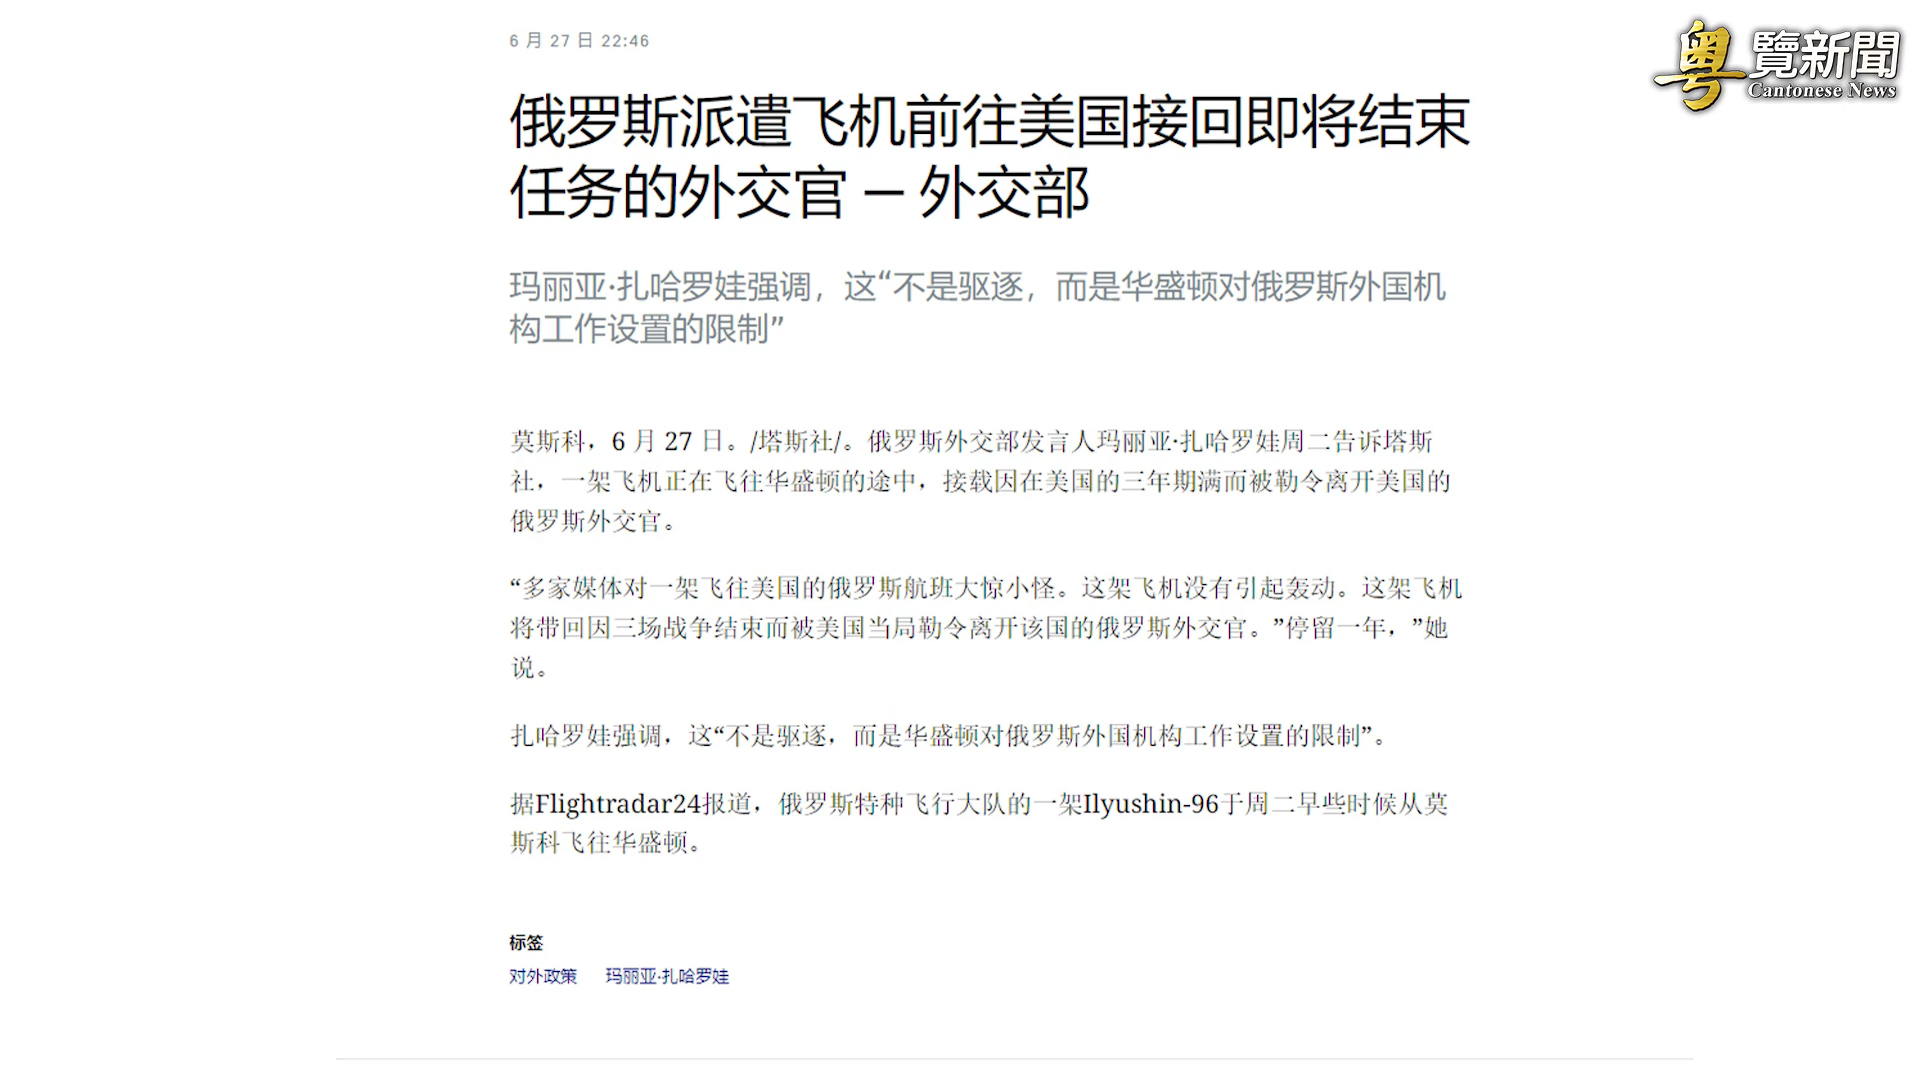 6 月 27 日 22:46
粤覽新聞
Cantonese News
俄罗斯派遣飞机前往美国接回即将结束
任务的外交官 — 外交部
玛丽亚·扎哈罗娃强调，这“不是驱逐，而是华盛顿对俄罗斯外国机
构工作设置的限制”
莫斯科，6 月 27 日。/塔斯社/。俄罗斯外交部发言人玛丽亚·扎哈罗娃周二告诉塔斯
社，一架飞机正在飞往华盛顿的途中，接载因在美国的三年期满而被勒令离开美国的
俄罗斯外交官。
“多家媒体对一架飞往美国的俄罗斯航班大惊小怪。这架飞机没有引起轰动。这架飞机
将带回因三场战争结束而被美国当局勒令离开该国的俄罗斯外交官。”停留一年，”她
说。
扎哈罗娃强调，这“不是驱逐，而是华盛顿对俄罗斯外国机构工作设置的限制”。
据Flightradar24报道，俄罗斯特种飞行大队的一架Ilyushin-96于周二早些时候从莫
斯科飞往华盛顿。
标签
对外政策 玛丽亚·扎哈罗娃